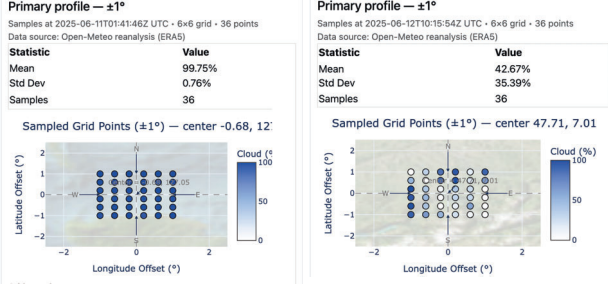 Primary profile — ±1°
Samples at 2025-06-11T01:41:46Z UTC • 6×6 grid • 36 points
Data source: Open-Meteo reanalysis (ERA5)
Statistic Value
Mean 99.75%
Std Dev 0.76%
Samples 36
Sampled Grid Points (±1°) — center -0.68, 12
Cloud (%
Latitude Offset (°)
2
1
0
−1
−2
N
W
E
S
100
50
0
−2 0 2
Longitude Offset (°)
Primary profile — ±1°
Samples at 2025-06-12T10:15:54Z UTC • 6×6 grid • 36 points
Data source: Open-Meteo reanalysis (ERA5)
Statistic Value
Mean 42.67%
Std Dev 35.39%
Samples 36
Sampled Grid Points (±1°) — center 47.71, 7.01
Cloud (%)
Latitude Offset (°)
2
1
0
−1
−2
N
W
E
S
100
50
0
−2 0 2
Longitude Offset (°)